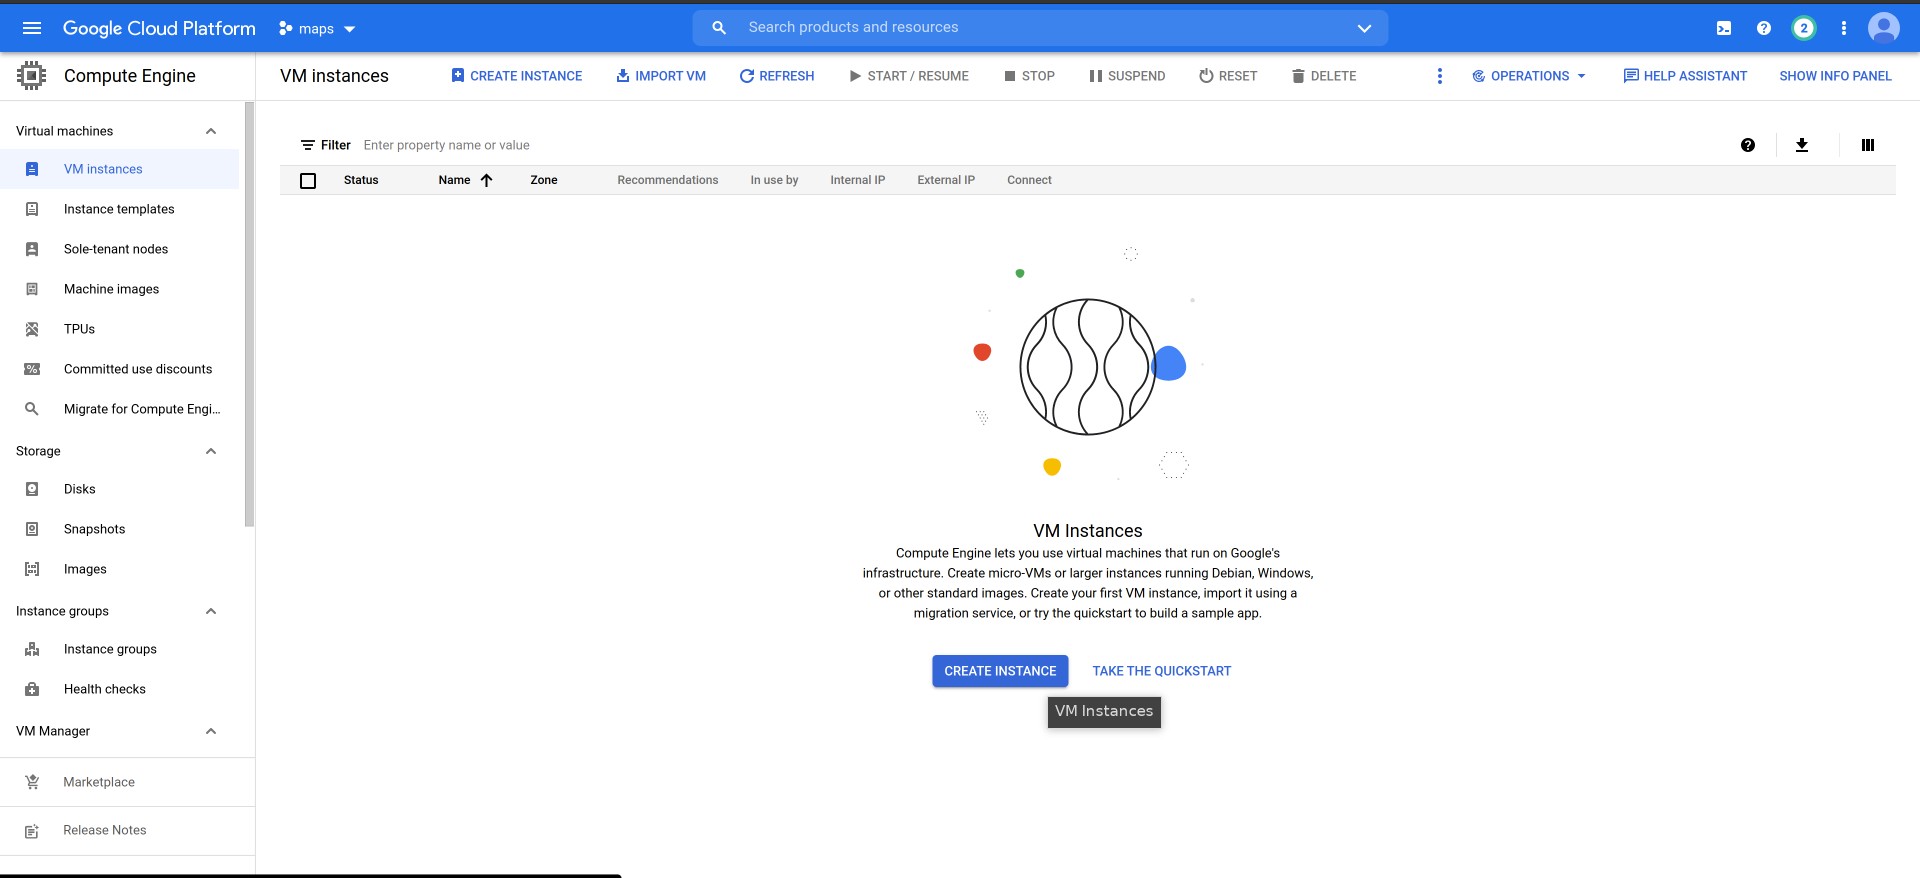 Google Cloud Platform
maps
Search products and resources
2
Compute Engine
VM instances
CREATE INSTANCE
IMPORT VM
REFRESH
START / RESUME
STOP
SUSPEND
RESET
DELETE
OPERATIONS
HELP ASSISTANT
SHOW INFO PANEL
Virtual machines
VM instances
Instance templates
Sole-tenant nodes
Machine images
TPUs
Committed use discounts
Migrate for Compute Engi...
Storage
Disks
Snapshots
Images
Instance groups
Instance groups
Health checks
VM Manager
Marketplace
Release Notes
Filter Enter property name or value
Status Name Zone Recommendations In use by Internal IP External IP Connect
VM Instances
Compute Engine lets you use virtual machines that run on Google's
infrastructure. Create micro-VMs or larger instances running Debian, Windows,
or other standard images. Create your first VM instance, import it using a
migration service, or try the quickstart to build a sample app.
CREATE INSTANCE
TAKE THE QUICKSTART
VM Instances